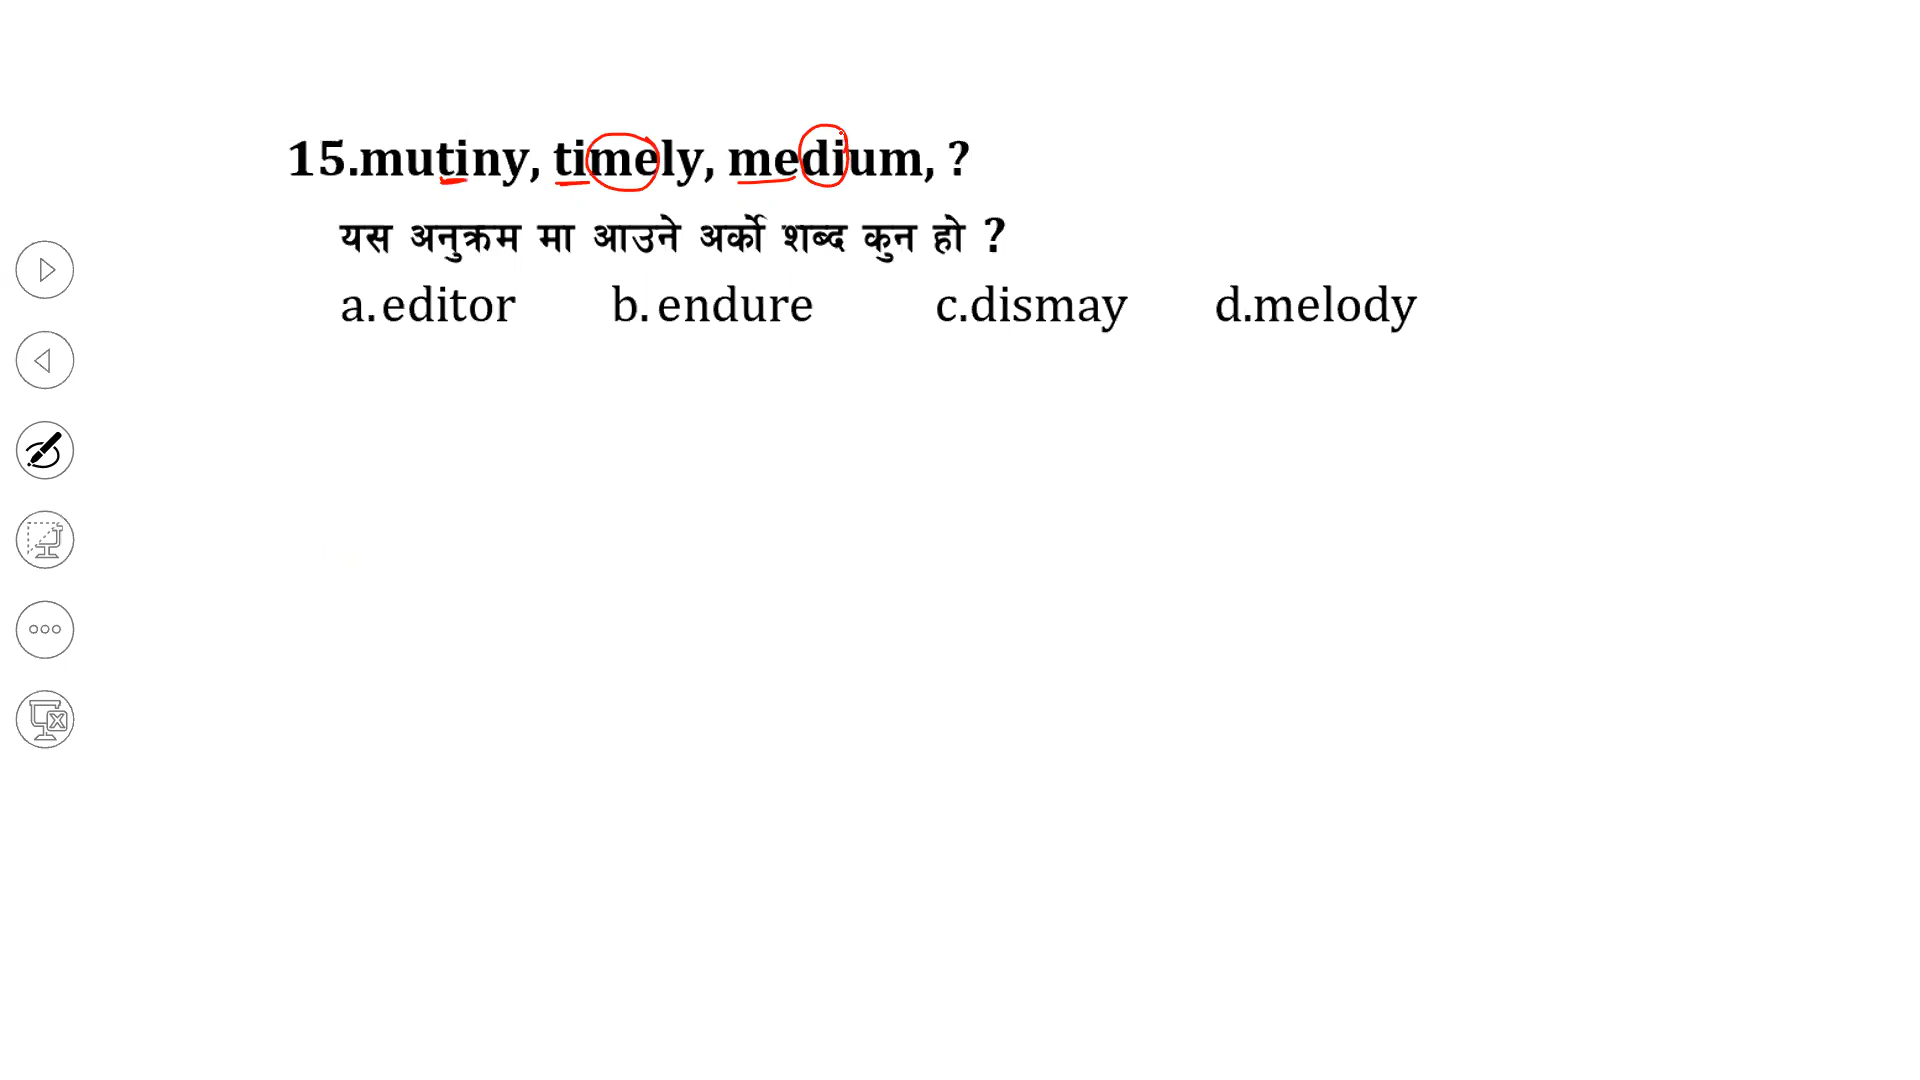 15.mutiny, timely, medium, ?
यस अनुक्रम मा आउने अर्को शब्द कुन हो ?
a.editor b.endure c.dismay d.melody